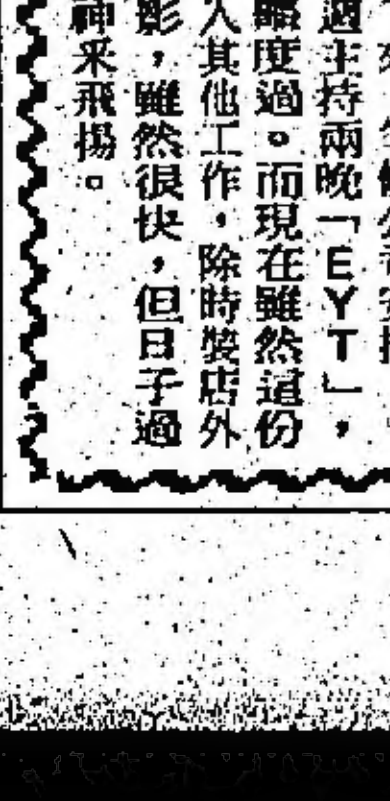 週主持兩晚「EYT」，
度過。而現在雖然這份
其他工作，除時裝店外
影，雖然很快，但日子過
神采飛揚。